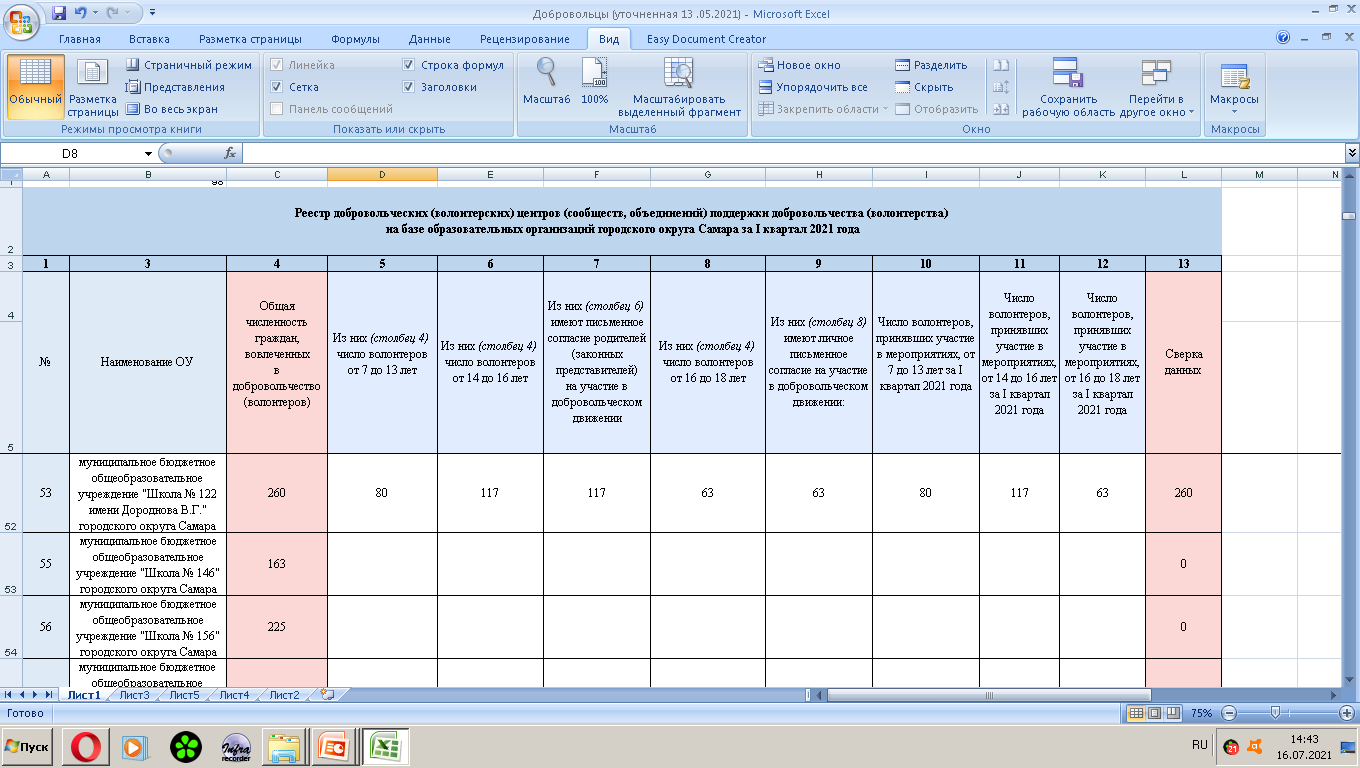 Добровольцы (уточненная 13 .05.2021) - Microsoft Excel
Главная Вставка Разметка страницы Формулы Данные Рецензирование Вид Easy Document Creator
Обычный
Разметка страницы
Страничный режим
Представления
Во весь экран
Режимы просмотра книги
Линейка
Сетка
Панель сообщений
Строка формул
Заголовки
Показать или скрыть
Масштаб
100%
Масштабировать выделенный фрагмент
Масштаб
Новое окно
Упорядочить все
Закрепить области
Разделить
Скрыть
Отобразить
Сохранить рабочую область
Перейти в другое окно
Окно
Макросы
Макросы
D8 fx
A B C D E F G H I J K L M N
2
Реестр добровольческих (волонтерских) центров (сообществ, объединений) поддержки добровольчества (волонтерства)
на базе образовательных организаций городского округа Самара за I квартал 2021 года
3 1 3 4 5 6 7 8 9 10 11 12 13
4
5
№
Наименование ОУ
Общая
численность
граждан,
вовлеченных
в
добровольчество
(волонтеров)
Из них (столбец 4)
число волонтеров
от 7 до 13 лет
Из них (столбец 4)
число волонтеров
от 14 до 16 лет
Из них (столбец 6)
имеют письменное
согласие родителей
(законных
представителей)
на участие в
добровольческом
движении
Из них (столбец 4)
число волонтеров
от 16 до 18 лет
Из них (столбец 8)
имеют личное
письменное
согласие на участие
в добровольческом
движении:
Число волонтеров,
принявших участие
в мероприятиях, от
7 до 13 лет за I
квартал 2021 года
Число
волонтеров,
принявших
участие в
мероприятиях,
от 14 до 16 лет
за I квартал
2021 года
Число
волонтеров,
принявших
участие в
мероприятиях,
от 16 до 18 лет
за I квартал
2021 года
Сверка
данных
52
53
муниципальное бюджетное
общеобразовательное
учреждение "Школа № 122
имени Дороднова В.Г."
городского округа Самара
260 80 117 117 63 63 80 117 63 260
53
55
муниципальное бюджетное
общеобразовательное
учреждение "Школа № 146"
городского округа Самара
163 0
54
56
муниципальное бюджетное
общеобразовательное
учреждение "Школа № 156"
городского округа Самара
225 0
муниципальное бюджетное
общеобразовательное
Лист1 Лист3 Лист5 Лист4 Лист2
Готово 75%
Пуск
Infra
recorder
RU
21
14:43
16.07.2021